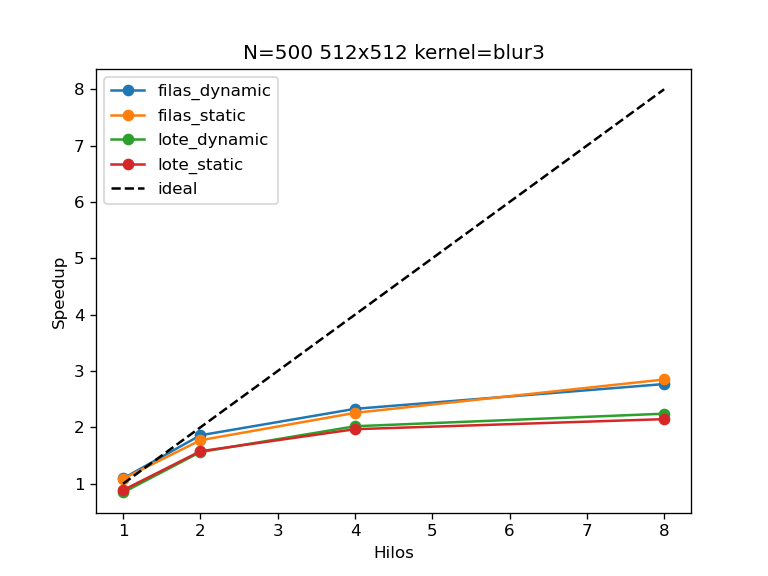 N=500 512x512 kernel=blur3
filas_dynamic
filas_static
lote_dynamic
lote_static
ideal
8
7
6
5
4
3
2
1
Speedup
1 2 3 4 5 6 7 8
Hilos